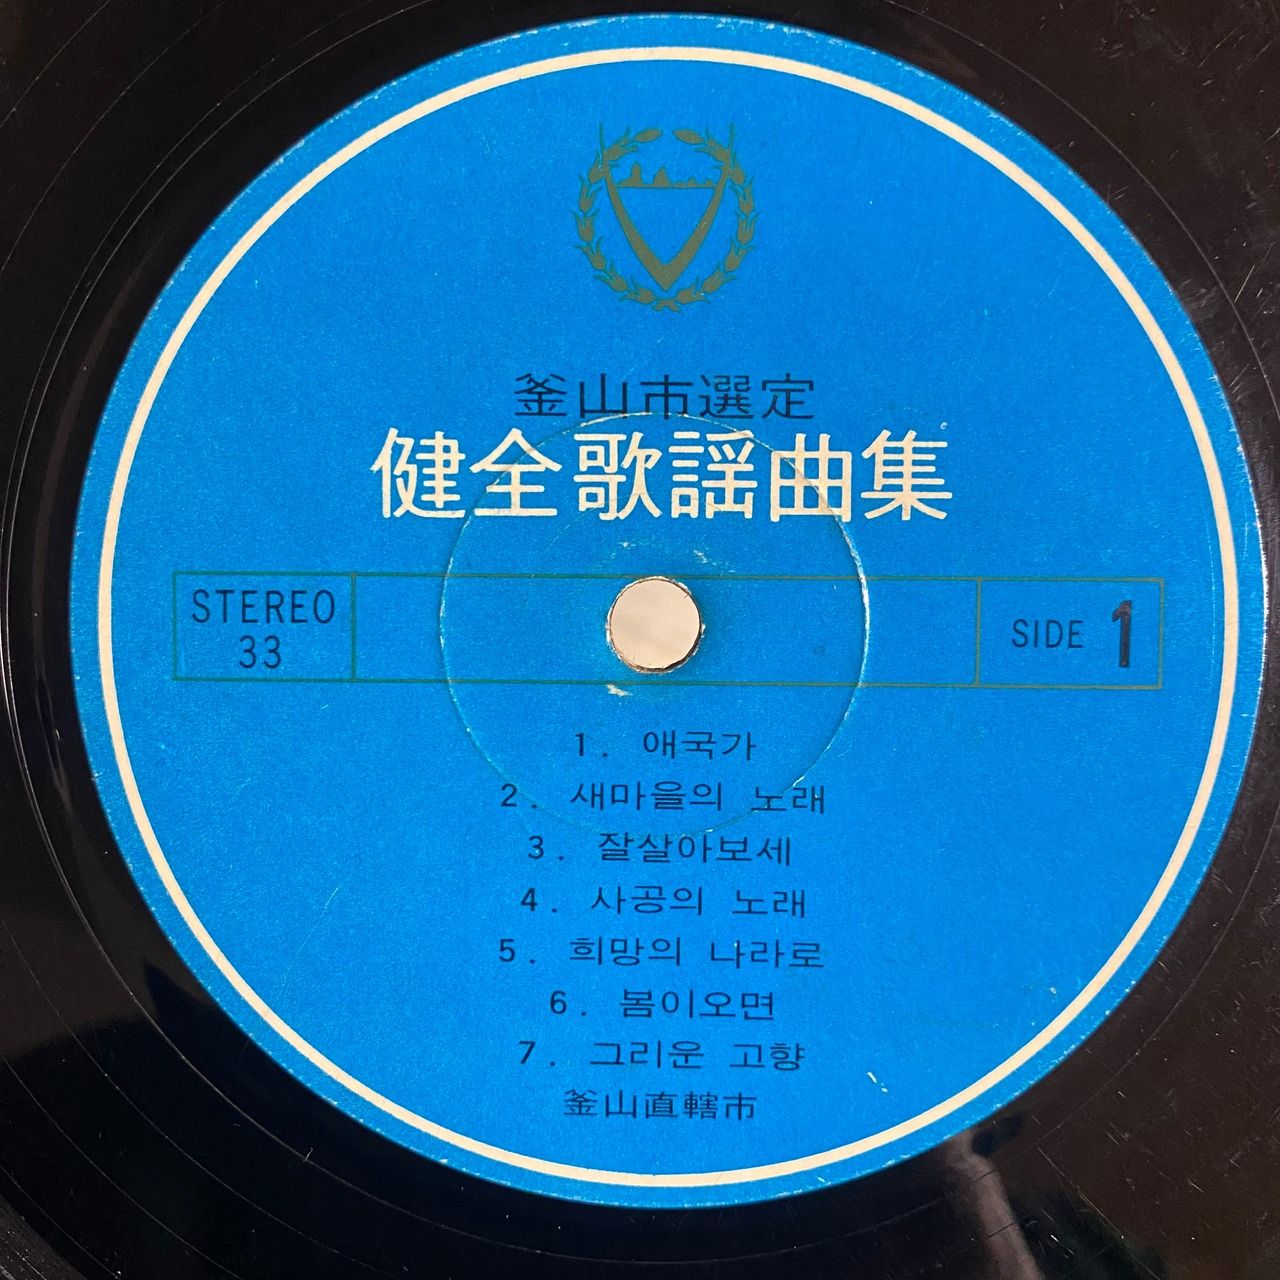 釜山市選定
健全歌謡曲集
STEREO
33
SIDE 1
1. 애국가
2. 새마을의 노래
3. 잘살아보세
4. 사공의 노래
5. 희망의 나라로
6. 봄이오면
7. 그리운 고향
釜山直轄市